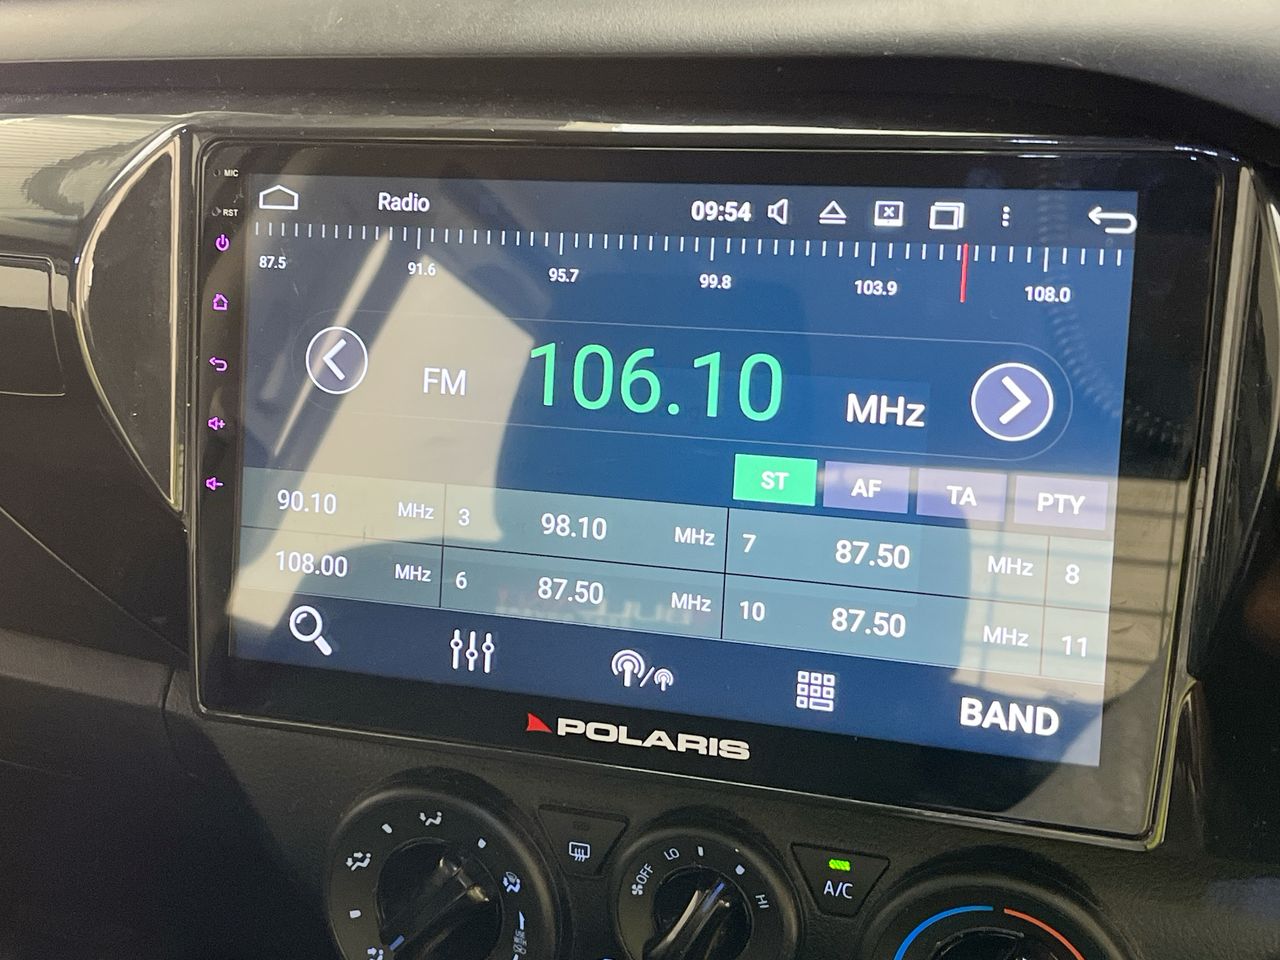 MIC
RST
Radio
09:54
87.5 91.6 95.7 99.8 103.9 108.0
FM 106.10 MHz
ST AF TA PTY
90.10 MHz 3 98.10 MHz 7 87.50 MHz 8
108.00 MHz 6 87.50 MHz 10 87.50 MHz 11
BAND
POLARIS
OFF LO HI
A/C